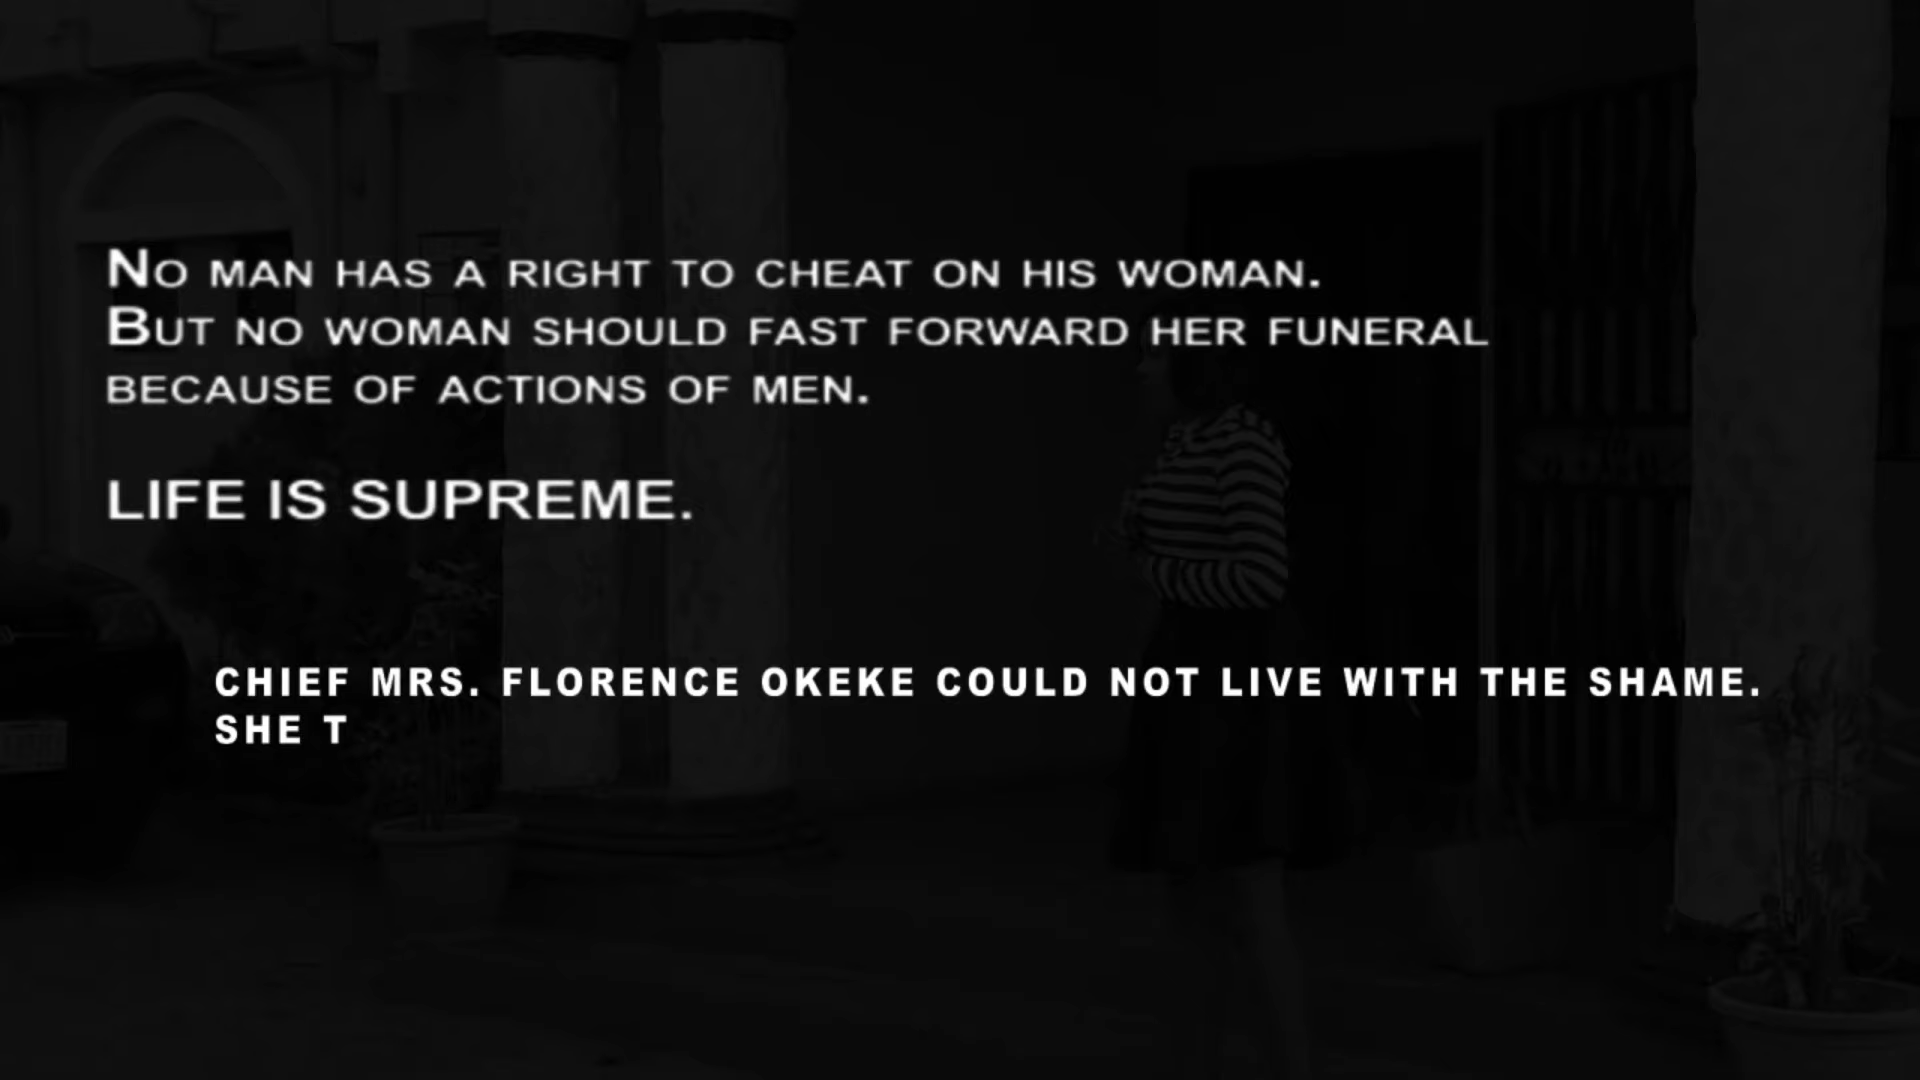 No man has a right to cheat on his woman.
But no woman should fast forward her funeral
because of actions of men.
LIFE IS SUPREME.
CHIEF MRS. FLORENCE OKEKE COULD NOT LIVE WITH THE SHAME.
SHE T